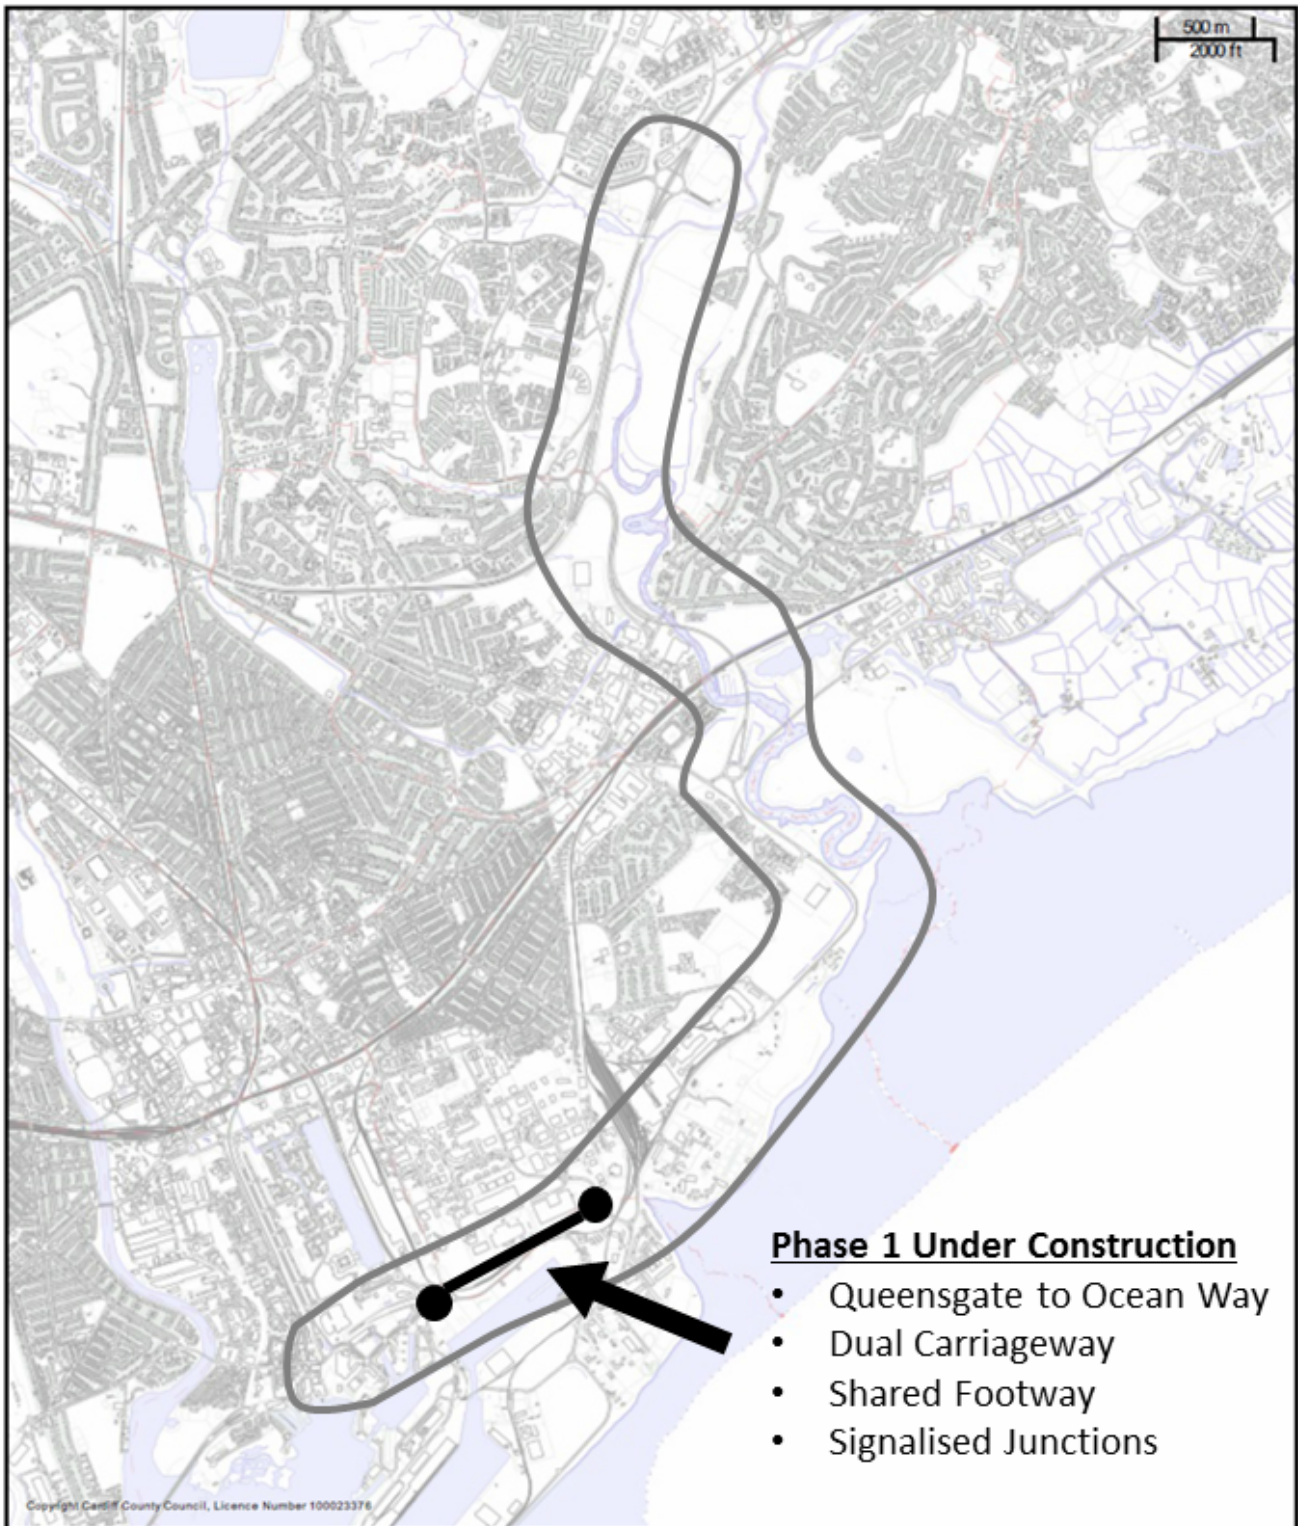 500 m
2000 ft
Phase 1 Under Construction
• Queensgate to Ocean Way
• Dual Carriageway
• Shared Footway
• Signalised Junctions
Copyright Cardiff County Council, Licence Number 100023376